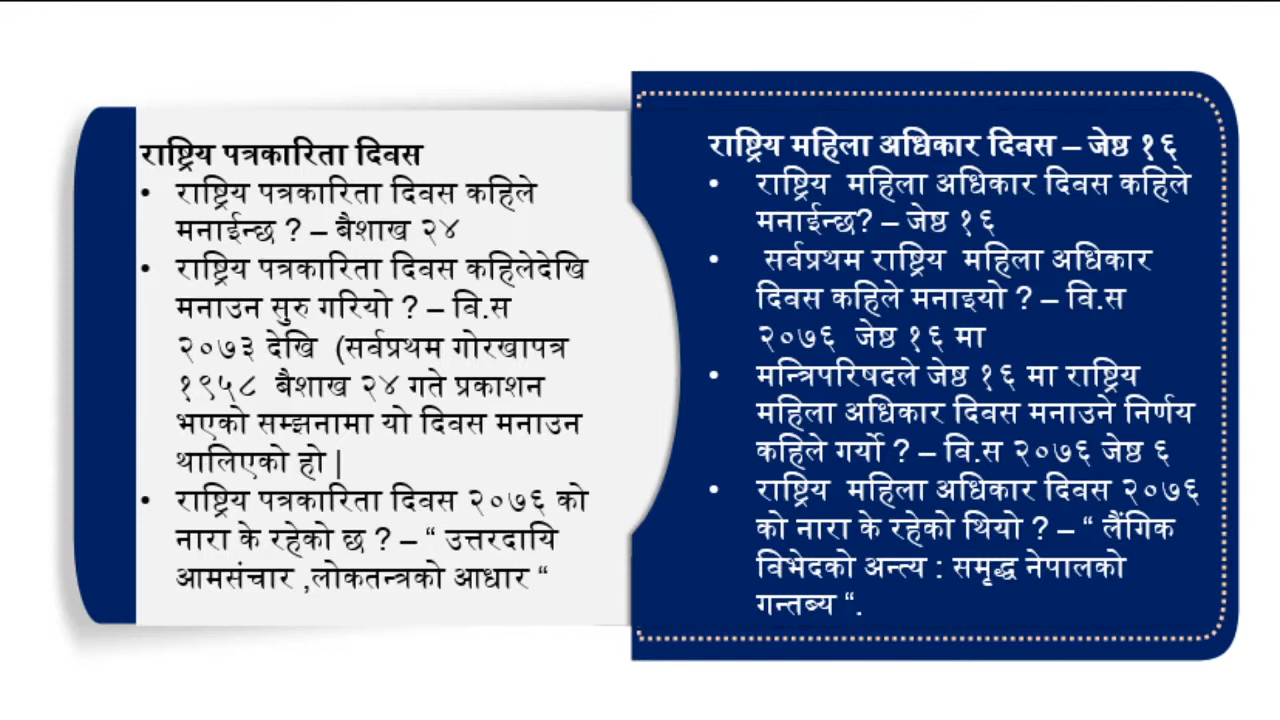 राष्ट्रिय पत्रकारिता दिवस
• राष्ट्रिय पत्रकारिता दिवस कहिले
मनाईन्छ ? – बैशाख २४
• राष्ट्रिय पत्रकारिता दिवस कहिलेदेखि
मनाउन सुरु गरियो ? – वि.स
२०७३ देखि (सर्वप्रथम गोरखापत्र
१९५८ बैशाख २४ गते प्रकाशन
भएको सम्झनामा यो दिवस मनाउन
थालिएको हो |
• राष्ट्रिय पत्रकारिता दिवस २०७६ को
नारा के रहेको छ ? – “ उत्तरदायि
आमसंचार ,लोकतन्त्रको आधार “
राष्ट्रिय महिला अधिकार दिवस – जेष्ठ १६
• राष्ट्रिय महिला अधिकार दिवस कहिले
मनाईन्छ? – जेष्ठ १६
• सर्वप्रथम राष्ट्रिय महिला अधिकार
दिवस कहिले मनाइयो ? – वि.स
२०७६ जेष्ठ १६ मा
• मन्त्रिपरिषदले जेष्ठ १६ मा राष्ट्रिय
महिला अधिकार दिवस मनाउने निर्णय
कहिले गर्यो ? – वि.स २०७६ जेष्ठ ६
• राष्ट्रिय महिला अधिकार दिवस २०७६
को नारा के रहेको थियो ? – “ लैंगिक
विभेदको अन्त्य : समृद्ध नेपालको
गन्तब्य “.